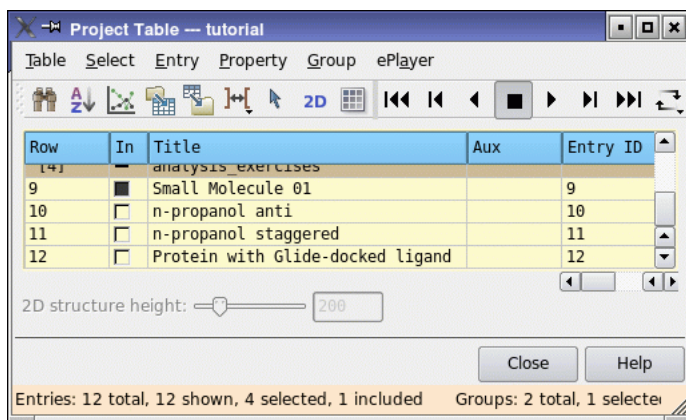 Project Table --- tutorial
Table Select Entry Property Group ePlayer
2D
Row In Title Aux Entry ID
[4] analysis_exercises
9 Small Molecule 01 9
10 n-propanol anti 10
11 n-propanol staggered 11
12 Protein with Glide-docked ligand 12
2D structure height: 200
Close Help
Entries: 12 total, 12 shown, 4 selected, 1 included Groups: 2 total, 1 selecte